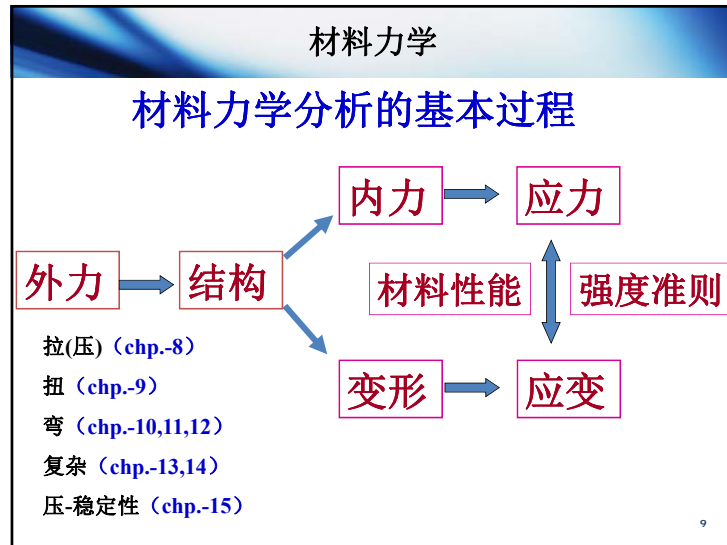 材料力学
材料力学分析的基本过程
内力
应力
外力
结构
材料性能
强度准则
变形
应变
拉(压)（chp.-8）
扭（chp.-9）
弯（chp.-10,11,12）
复杂（chp.-13,14）
压-稳定性（chp.-15）
9